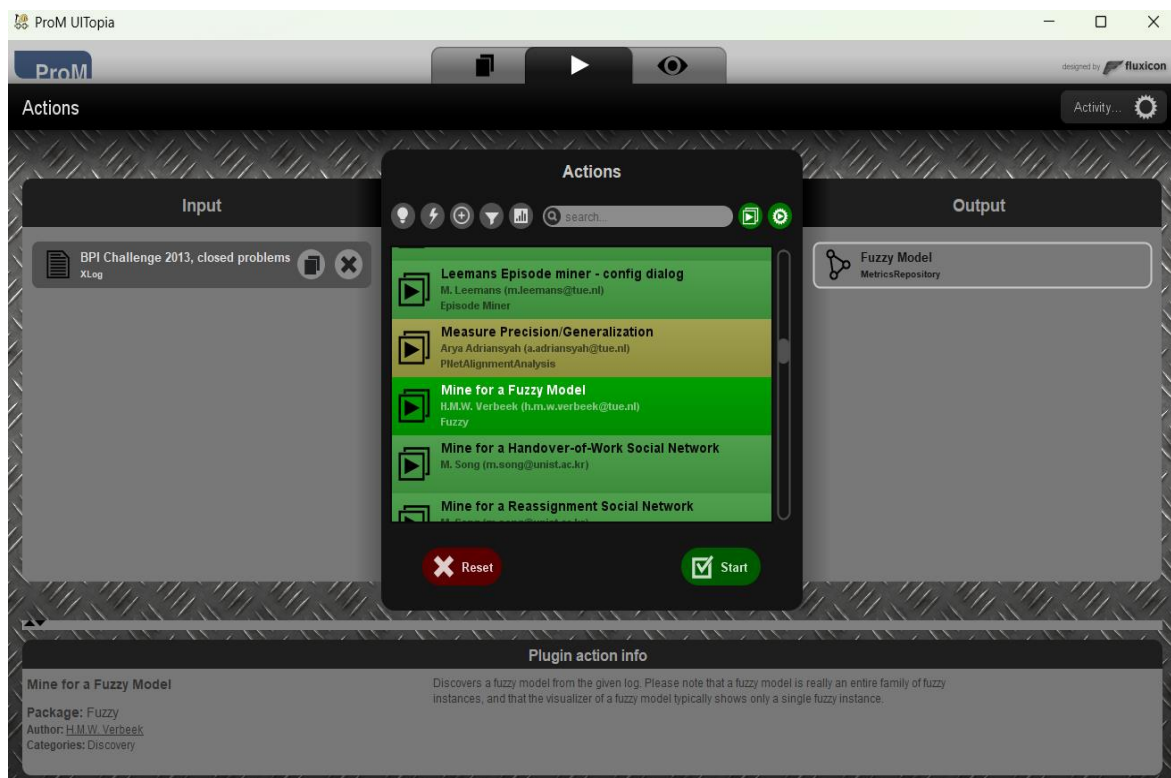 ProM UITopia
ProM
designed by fluxicon
Actions
Activity...
Actions
Input
search...
Output
BPI Challenge 2013, closed problems
XLog
Leemans Episode miner - config dialog
M. Leemans (m.leemans@tue.nl)
Episode Miner
Measure Precision/Generalization
Arya Adriansyah (a.adriansyah@tue.nl)
PNetAlignmentAnalysis
Mine for a Fuzzy Model
H.M.W. Verbeek (h.m.w.verbeek@tue.nl)
Fuzzy
Mine for a Handover-of-Work Social Network
M. Song (m.song@unist.ac.kr)
Mine for a Reassignment Social Network
Fuzzy Model
MetricsRepository
Reset
Start
Plugin action info
Mine for a Fuzzy Model
Package: Fuzzy
Author: H.M.W. Verbeek
Categories: Discovery
Discovers a fuzzy model from the given log. Please note that a fuzzy model is really an entire family of fuzzy
instances, and that the visualizer of a fuzzy model typically shows only a single fuzzy instance.